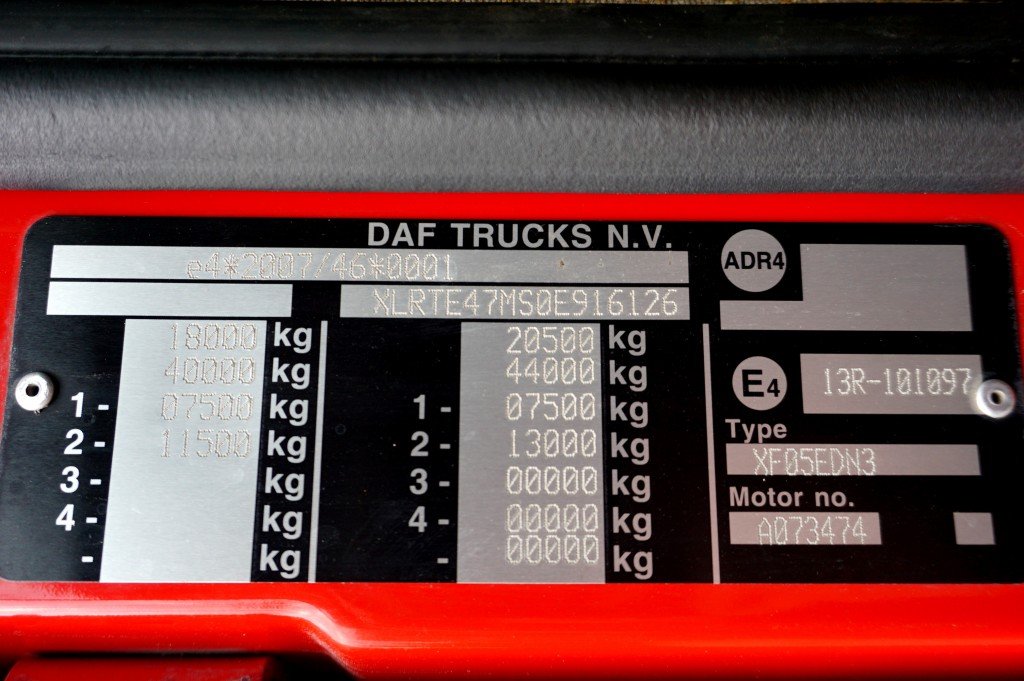 DAF TRUCKS N.V.
e4*2007/46*0001
XLRTE47MS0E916126
18000 kg
40000 kg
1 - 07500 kg
2 - 11500 kg
3 - kg
4 - kg
- kg
20500 kg
44000 kg
1 - 07500 kg
2 - 13000 kg
3 - 00000 kg
4 - 00000 kg
- 00000 kg
ADR4
E4 13R-101097
Type
XF05EDN3
Motor no.
A073474